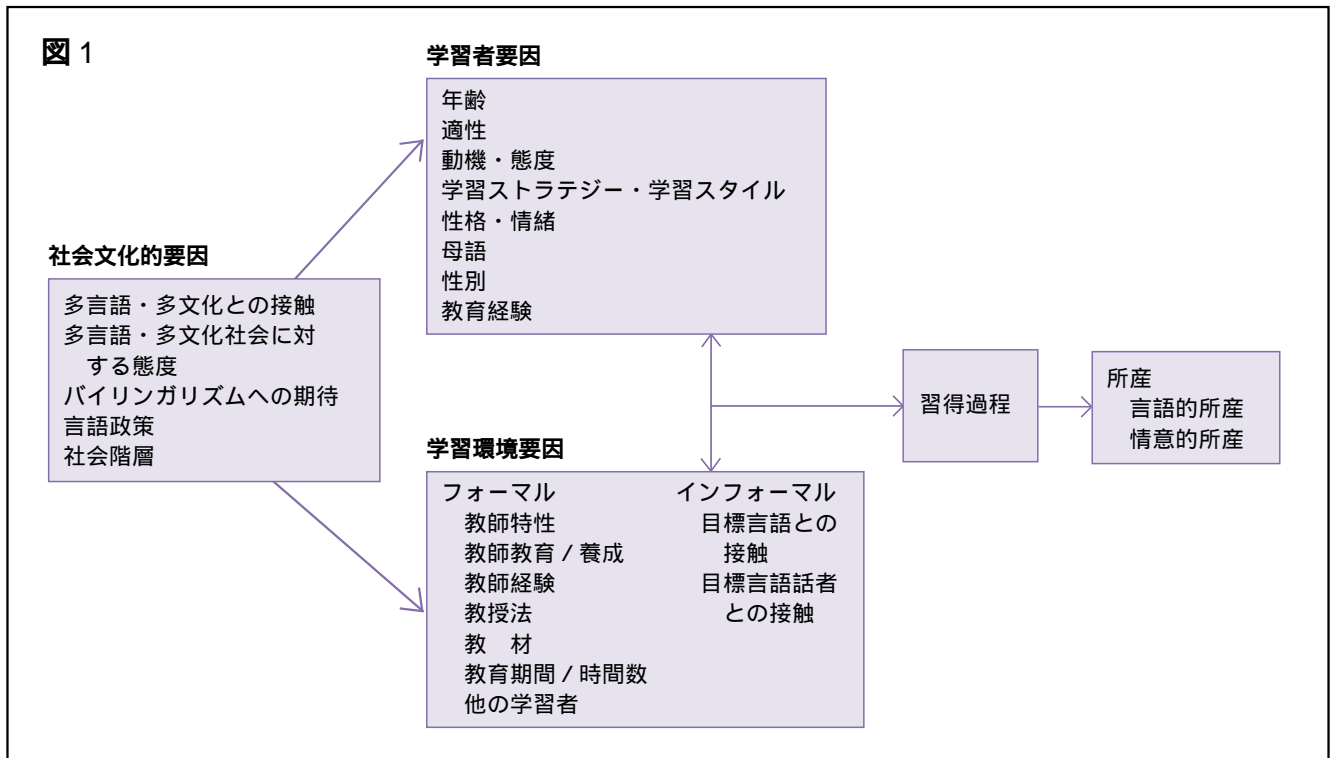 図1
学習者要因
年齢
適性
動機・態度
学習ストラテジー・学習スタイル
性格・情緒
母語
性別
教育経験
社会文化的要因
多言語・多文化との接触
多言語・多文化社会に対
する態度
バイリンガリズムへの期待
言語政策
社会階層
学習環境要因
フォーマル
教師特性
教師教育/養成
教師経験
教授法
教　材
教育期間/時間数
他の学習者
インフォーマル
目標言語との
接触
目標言語話者
との接触
習得過程
所産
言語的所産
情意的所産